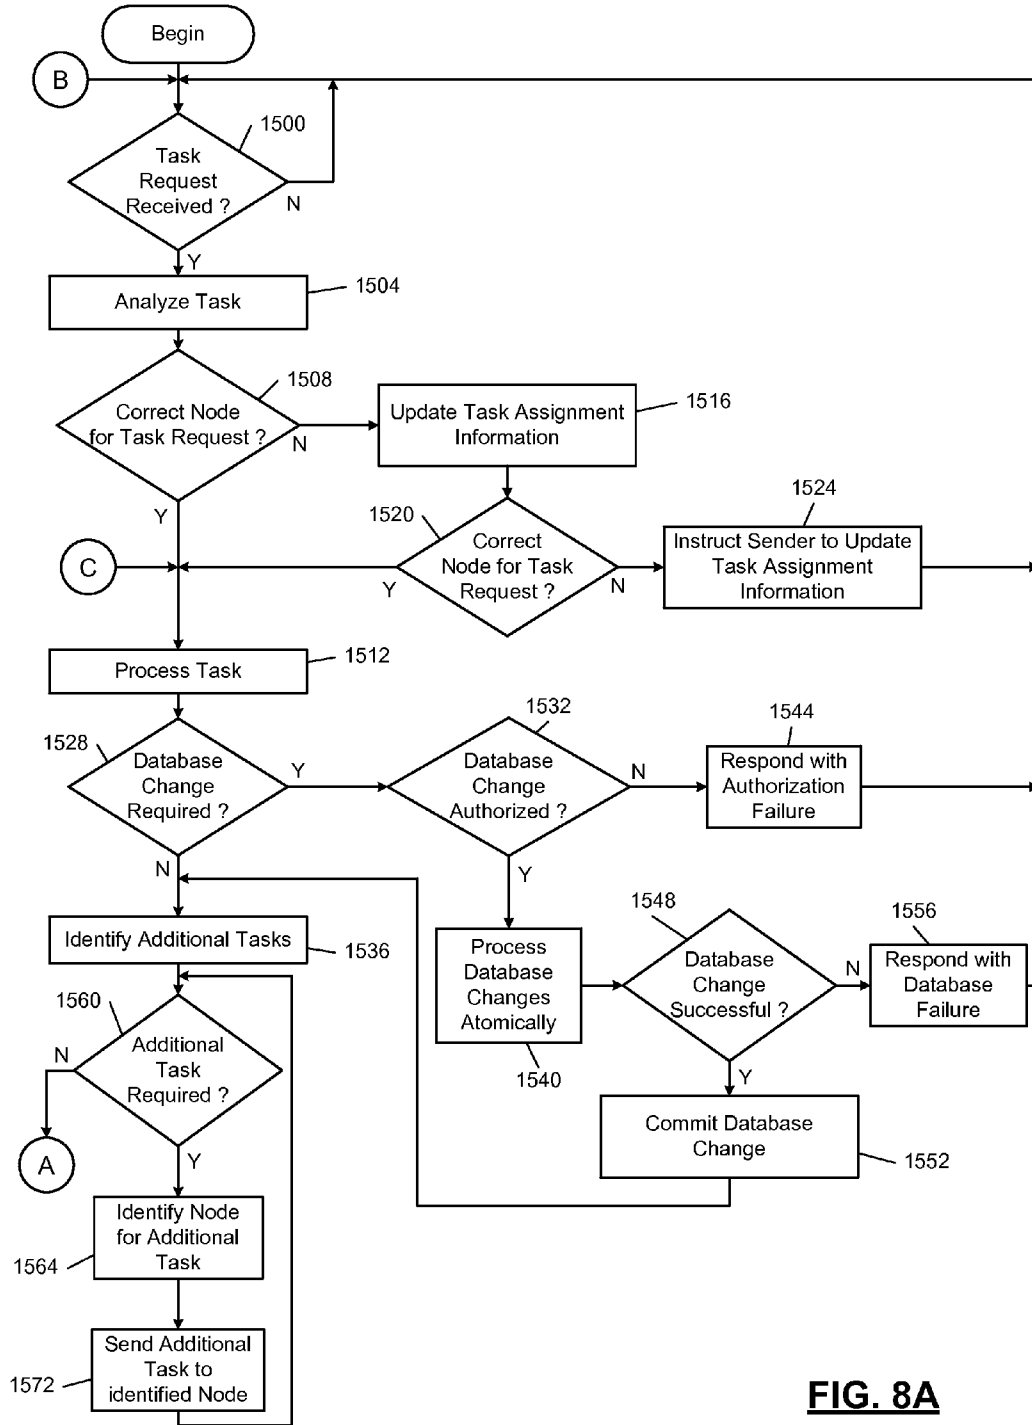 Begin
B
1500
Task
Request
Received ?
N
Y
Analyze Task
1504
1508
Correct Node
for Task Request ?
N
Y
Update Task Assignment
Information
1516
1520
Correct
Node for Task
Request ?
Y
N
1524
Instruct Sender to Update
Task Assignment
Information
C
Process Task
1512
1528
Database
Change
Required ?
Y
N
1532
Database
Change
Authorized ?
N
Y
1544
Respond with
Authorization
Failure
Identify Additional Tasks
1536
Process
Database
Changes
Atomically
1540
1548
Database
Change
Successful ?
N
Y
1556
Respond with
Database
Failure
Commit Database
Change
1552
1560
Additional
Task
Required ?
N
Y
A
Identify Node
for Additional
Task
1564
Send Additional
Task to
identified Node
1572
FIG. 8A